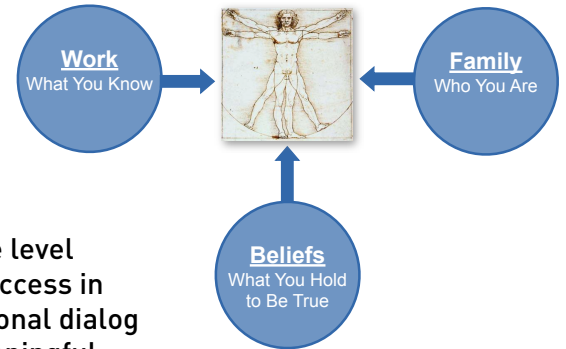 Work
What You Know
Family
Who You Are
Beliefs
What You Hold
to Be True
level
ccess in
onal dialog